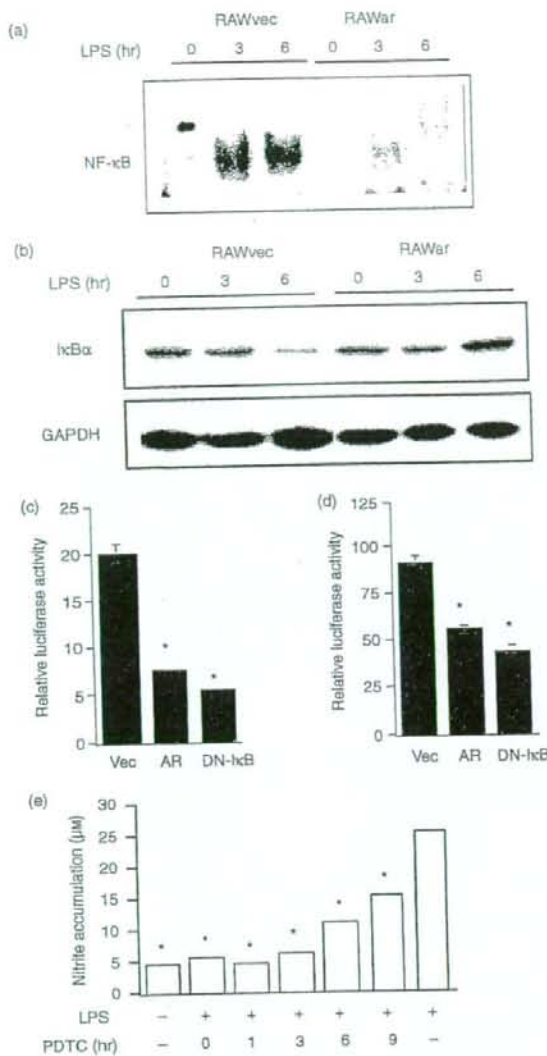 (a)
RAWvec RAWar
LPS (hr) 0 3 6 0 3 6
NF-κB
(b)
RAWvec RAWar
LPS (hr) 0 3 6 0 3 6
IκBα
GAPDH
(c)
Relative luciferase activity
25
20
15
10
5
0
* *
Vec AR DN-IκB
(d)
Relative luciferase activity
125
100
75
50
25
0
* *
Vec AR DN-IκB
(e)
Nitrite accumulation (μM)
30
25
20
15
10
5
0
* * * * * *
LPS – + + + + + +
PDTC (hr) – 0 1 3 6 9 –